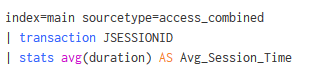 index=main sourcetype=access_combined
| transaction JSESSIONID
| stats avg(duration) AS Avg_Session_Time